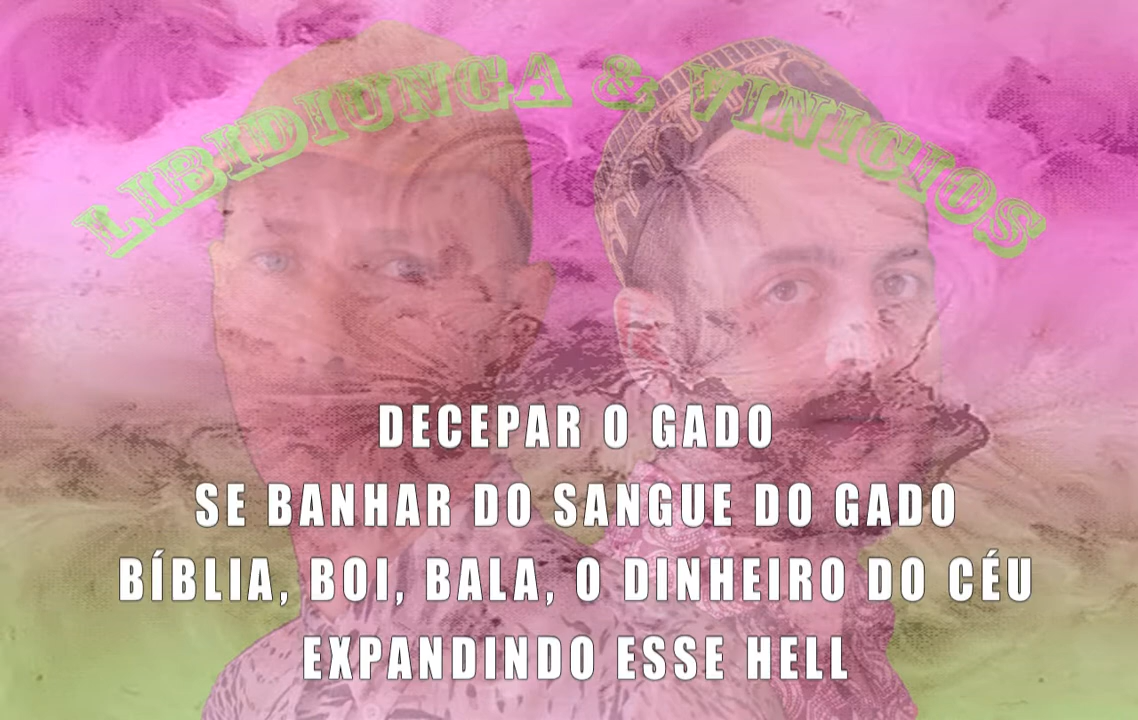 LIBIDIUNGA & VINICIOS
DECEPAR O GADO
SE BANHAR DO SANGUE DO GADO
BÍBLIA, BOI, BALA, O DINHEIRO DO CÉU
EXPANDINDO ESSE HELL